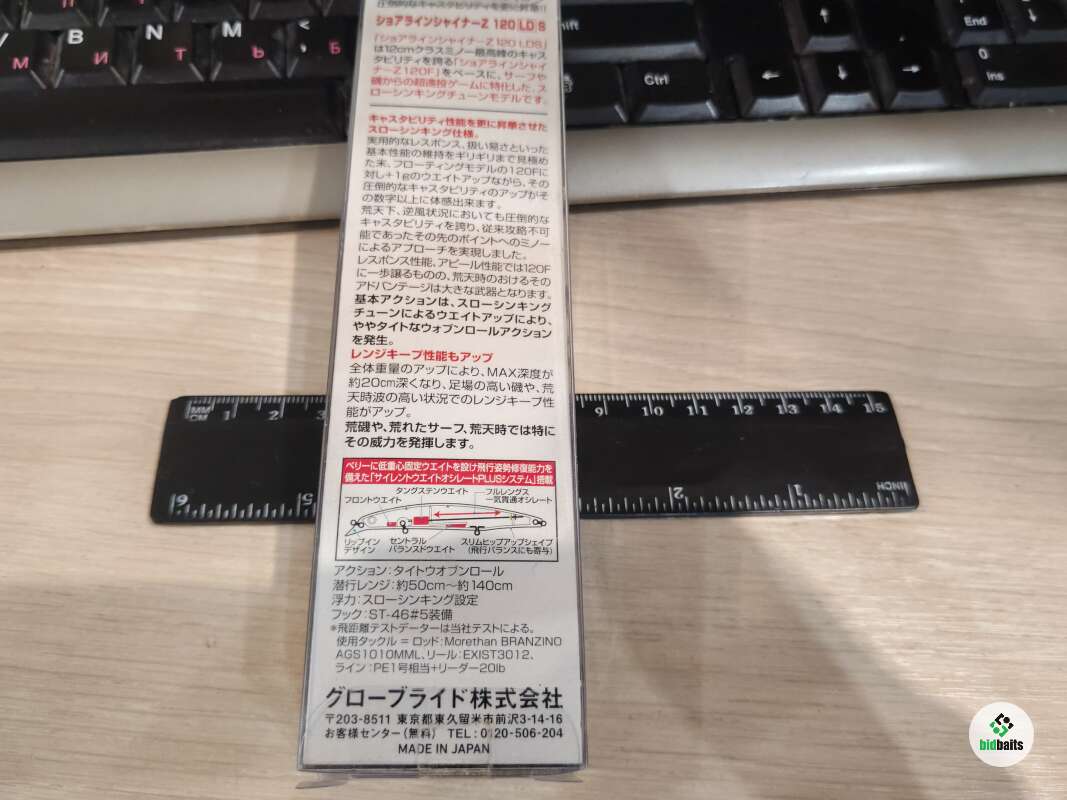 圧倒的なキャスタビリティを更に昇華!!
ショアラインシャイナーZ 120 LD S
「ショアラインシャイナーZ 120 LDS」
は12cmクラスミノー最高峰のキャス
タビリティを誇る「ショアラインシャイ
ナーZ120F」をベースに、サーフや
磯からの超遠投ゲームに特化した、ス
ローシンキングチューンモデルです。
キャスタビリティ性能を更に昇華させた
スローシンキング仕様。
実用的なレスポンス、扱い易さといった
基本性能の維持をギリギリまで見極め
た末、フローティングモデルの120Fに
対し+1gのウエイトアップながら、その
圧倒的なキャスタビリティのアップがそ
の数字以上に体感出来ます。
荒天下、逆風状況においても圧倒的な
キャスタビリティを誇り、従来攻略不可
能であったその先のポイントへのミノー
によるアプローチを実現しました。
レスポンス性能、アピール性能では120F
に一歩譲るものの、荒天時のおけるその
アドバンテージは大きな武器となります。
基本アクションは、スローシンキング
チューンによるウエイトアップにより、
ややタイトなウォブンロールアクション
を発生。
レンジキープ性能もアップ
全体重量のアップにより、MAX深度が
約20cm深くなり、足場の高い磯や、荒
天時波の高い状況でのレンジキープ性
能がアップ。
荒磯や、荒れたサーフ、荒天時では特に
その威力を発揮します。
ベリーに低重心固定ウエイトを設け飛行姿勢修復能力を
備えた「サイレントウエイトオシレートPLUSシステム」搭載
タングステンウエイト フルレングス
フロントウエイト 一気貫通オシレート
リップイン セントラル スリムヒップアップシェイプ
デザイン バランスドウエイト (飛行バランスにも寄与)
アクション:タイトウオブンロール
潜行レンジ:約50cm〜約140cm
浮力:スローシンキング設定
フック:ST-46#5装備
*飛距離テストデーターは当社テストによる。
使用タックル = ロッド:Morethan BRANZINO
AGS1010MML、リール:EXIST3012、
ライン:PE1号相当+リーダー20lb
グローブライド株式会社
〒203-8511 東京都東久留米市前沢3-14-16
お客様センター(無料) TEL:0120-506-204
MADE IN JAPAN
V B N
М И Т Ь Б
hift
Ctrl
End
0
Ins
← ↓ →
↑ ↓
MM
CM 1 2 3 9 10 11 12 13 14 15
6 5 2 1 INCH
bidbaits